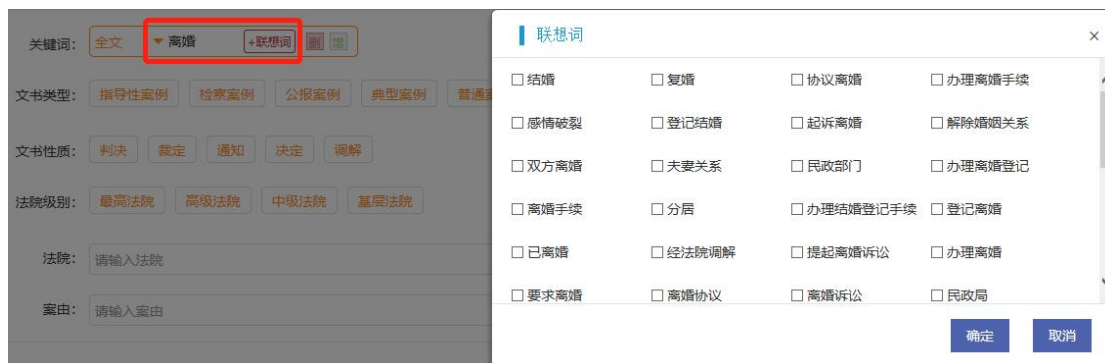 关键词: 全文 离婚 +联想词 删 增
文书类型: 指导性案例 检察案例 公报案例 典型案例 普通
文书性质: 判决 裁定 通知 决定 调解
法院级别: 最高法院 高级法院 中级法院 基层法院
法院: 请输入法院
案由: 请输入案由
联想词 ×
结婚 复婚 协议离婚 办理离婚手续
感情破裂 登记结婚 起诉离婚 解除婚姻关系
双方离婚 夫妻关系 民政部门 办理离婚登记
离婚手续 分居 办理结婚登记手续 登记离婚
已离婚 经法院调解 提起离婚诉讼 办理离婚
要求离婚 离婚协议 离婚诉讼 民政局
确定 取消